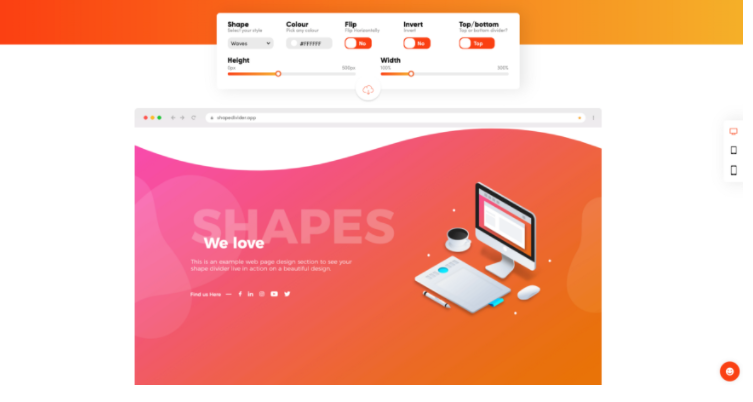 Shape Colour Flip Invert Top/bottom
Select your style Pick any colour Flip Horizontally Invert Top or bottom divider?
Waves #FFFFFF No No Top
Height Width
0px 500px 100% 300%
shapedivider.app
SHAPES
We love
This is an example web page design section to see your
shape divider live in action on a beautiful design.
Find us here